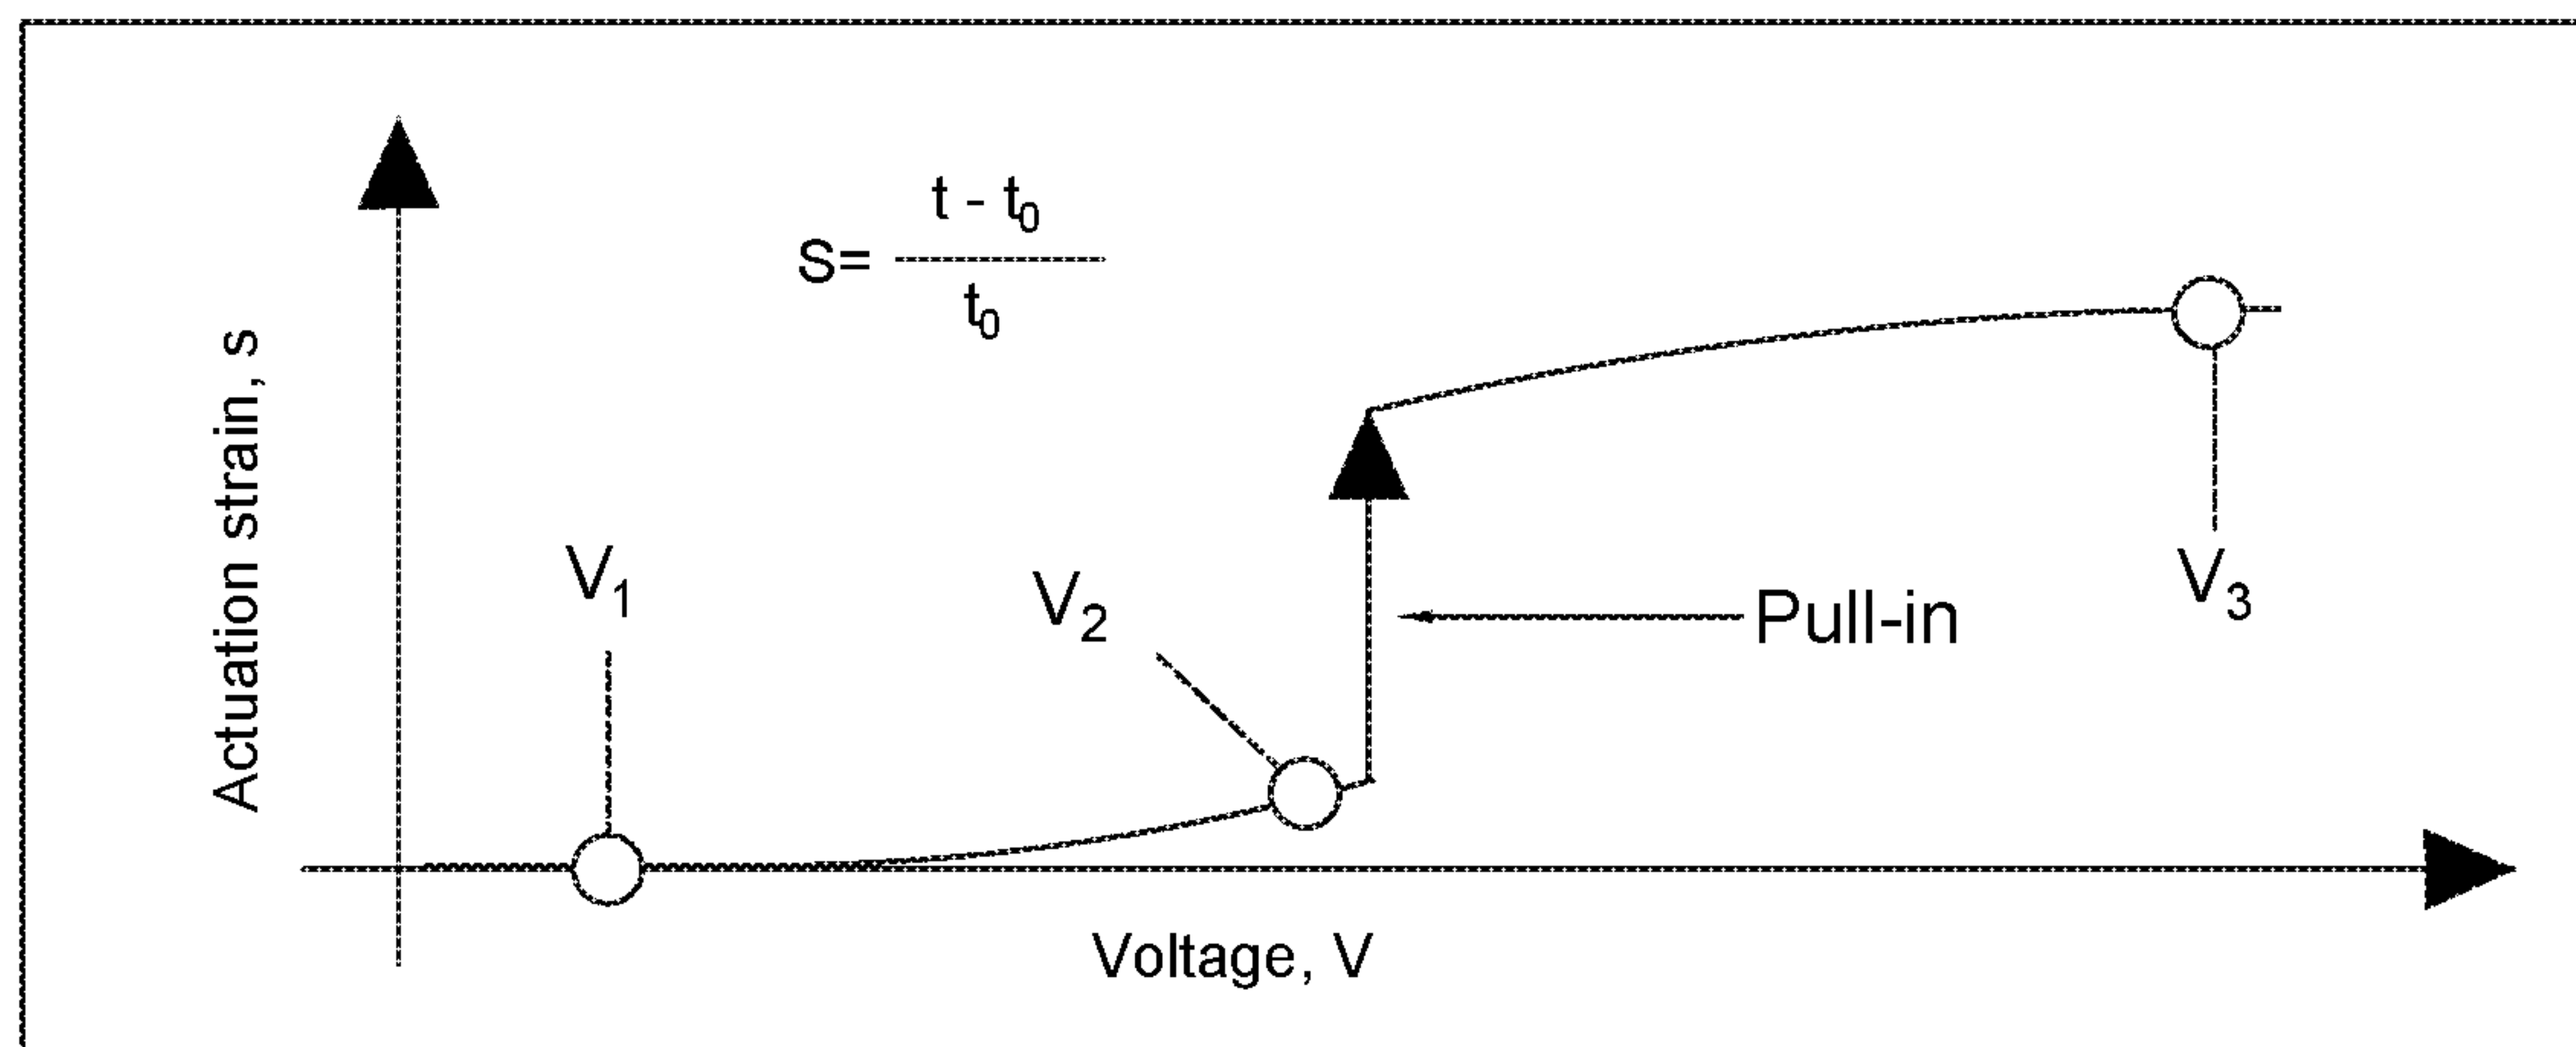 t - t₀
S=
t₀
Actuation strain, s
V₁
V₂
Pull-in
V₃
Voltage, V